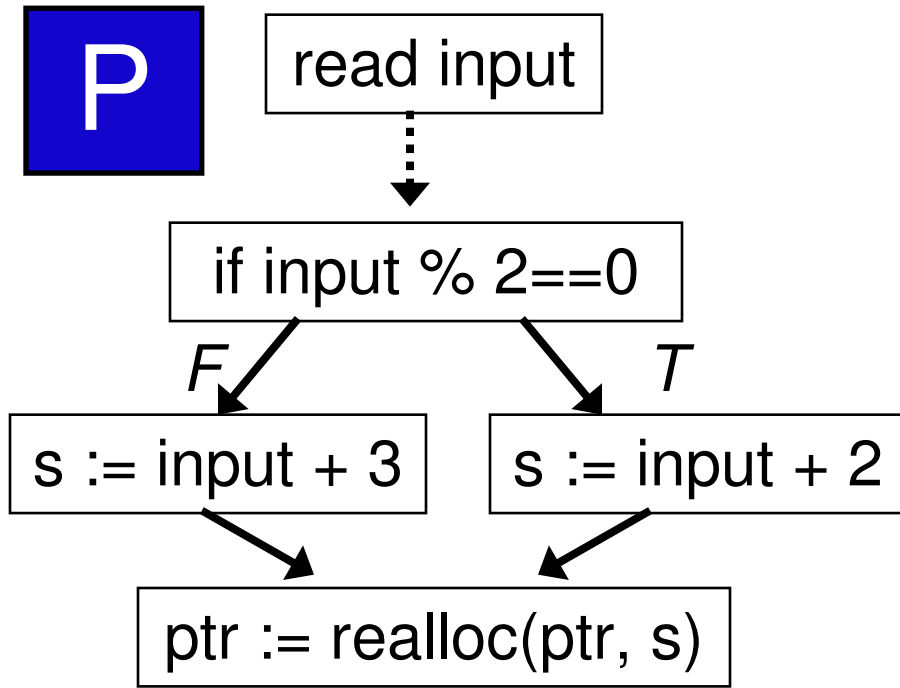 P
read input
if input % 2==0
F
T
s := input + 3
s := input + 2
ptr := realloc(ptr, s)